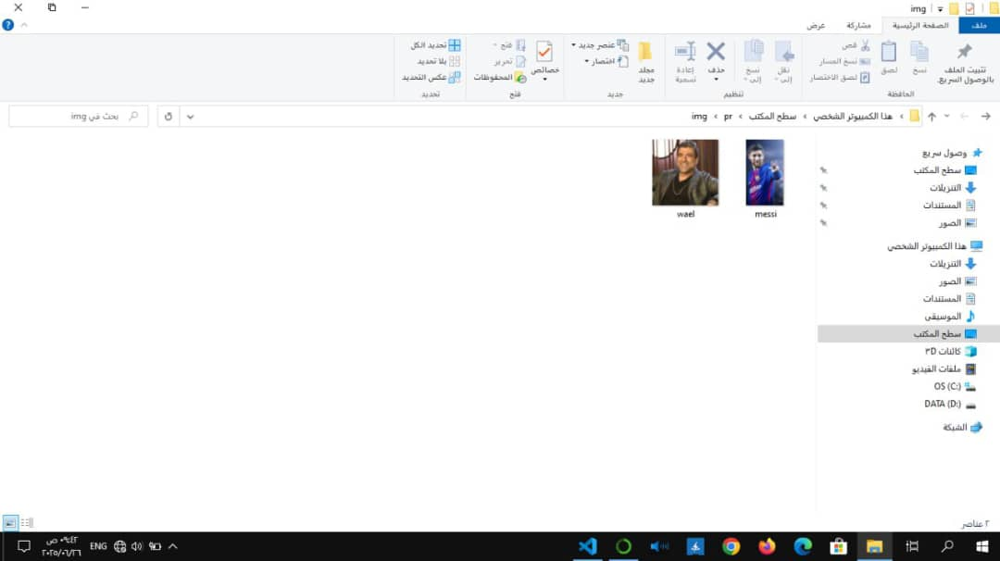 img
ملف
الصفحة الرئيسية
مشاركة
عرض
تثبيت الملف
بالوصول السريع.
نسخ
لصق
قص
نسخ المسار
لصق الاختصار
الحافظة
نقل
إلى
نسخ
إلى
حذف
إعادة
تسمية
تنظيم
مجلد
جديد
عنصر جديد
اختصار
جديد
خصائص
فتح
تحرير
المحفوظات
فتح
تحديد الكل
بلا تحديد
عكس التحديد
تحديد
هذا الكمبيوتر الشخصي › سطح المكتب › pr › img
بحث في img
وصول سريع
سطح المكتب
التنزيلات
المستندات
الصور
هذا الكمبيوتر الشخصي
التنزيلات
الصور
المستندات
الموسيقى
سطح المكتب
كائنات ٣D
ملفات الفيديو
OS (C:)
DATA (D:)
الشبكة
messi
wael
٢ عناصر
ENG
٠٩:٤٢ ص
٢٠٢٥/٠٦/٢٦